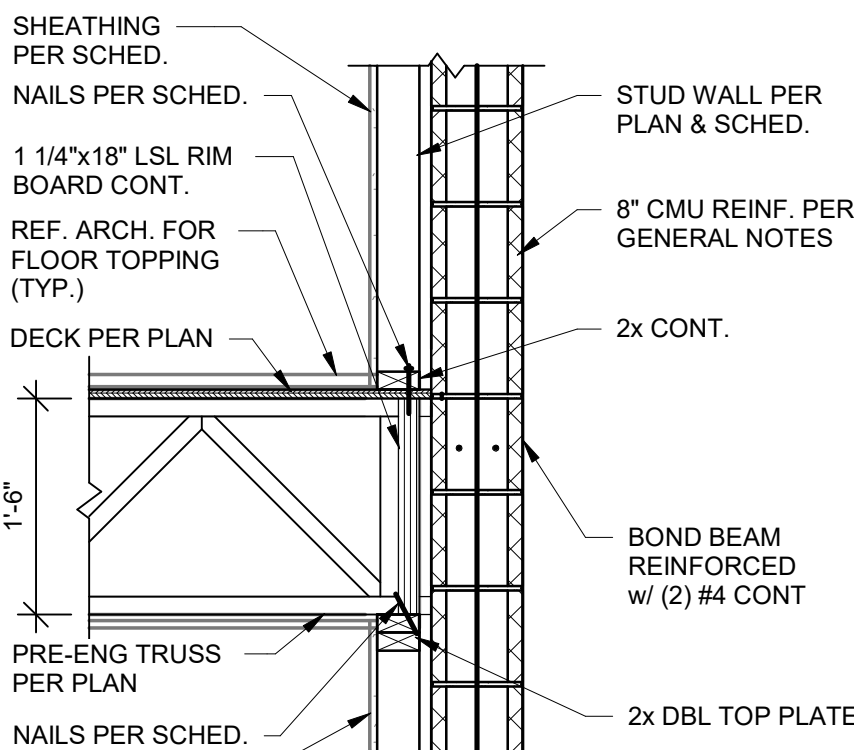 SHEATHING
PER SCHED.
NAILS PER SCHED.
1 1/4"x18" LSL RIM
BOARD CONT.
REF. ARCH. FOR
FLOOR TOPPING
(TYP.)
DECK PER PLAN
1'-6"
PRE-ENG TRUSS
PER PLAN
NAILS PER SCHED.
STUD WALL PER
PLAN & SCHED.
8" CMU REINF. PER
GENERAL NOTES
2x CONT.
BOND BEAM
REINFORCED
w/ (2) #4 CONT
2x DBL TOP PLATE